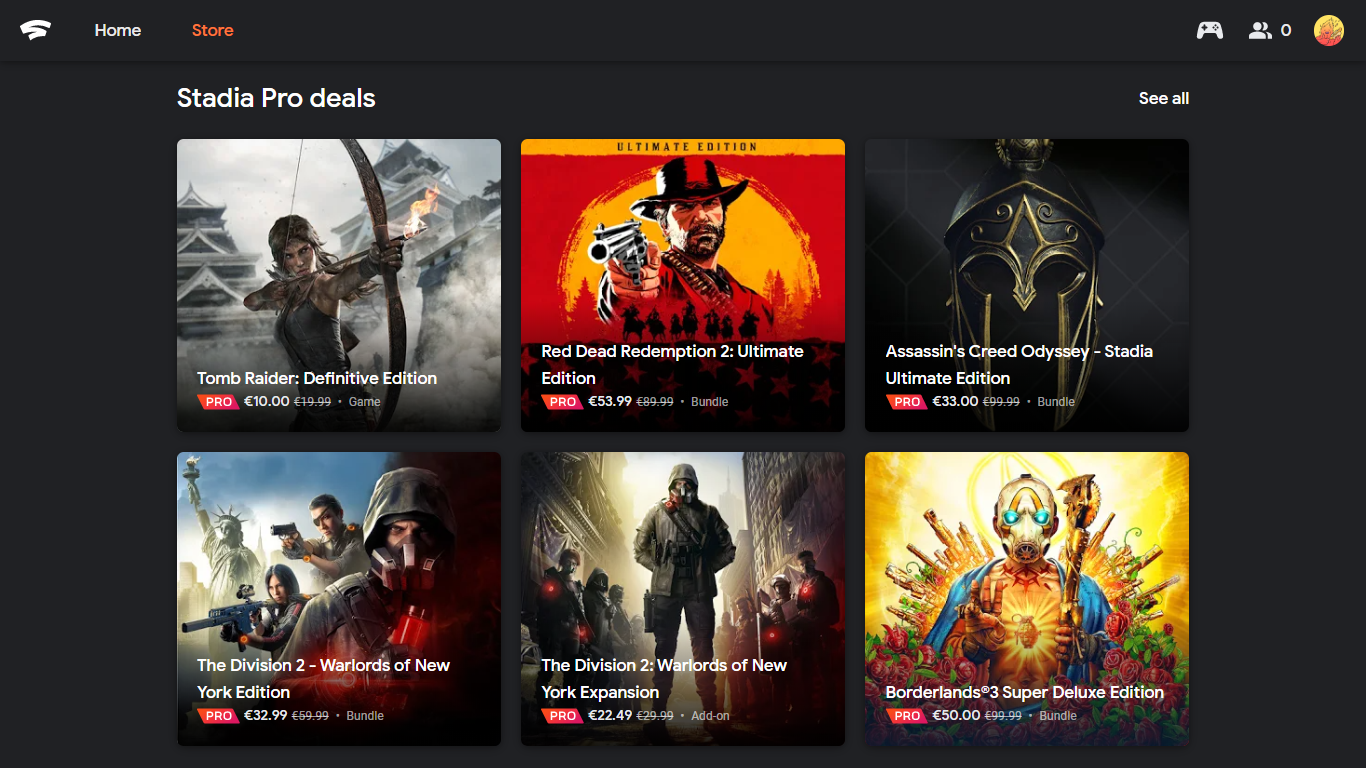 Home
Store
0
Stadia Pro deals
See all
Tomb Raider: Definitive Edition
PRO €10.00 €19.99 • Game
ULTIMATE EDITION
Red Dead Redemption 2: Ultimate
Edition
PRO €53.99 €89.99 • Bundle
Assassin's Creed Odyssey - Stadia
Ultimate Edition
PRO €33.00 €99.99 • Bundle
The Division 2 - Warlords of New
York Edition
PRO €32.99 €59.99 • Bundle
The Division 2: Warlords of New
York Expansion
PRO €22.49 €29.99 • Add-on
Borderlands®3 Super Deluxe Edition
PRO €50.00 €99.99 • Bundle